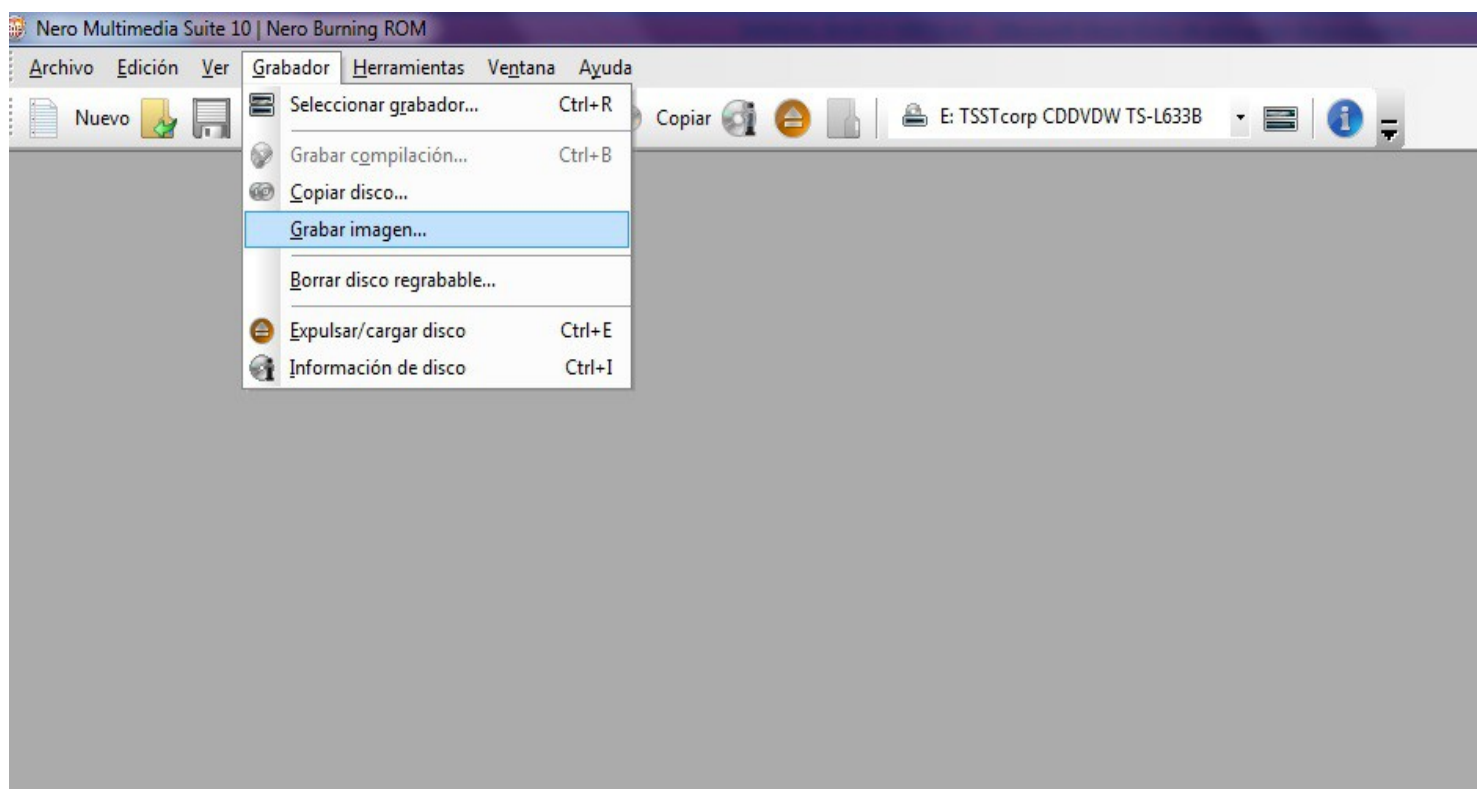 Nero Multimedia Suite 10 | Nero Burning ROM
Archivo Edición Ver Grabador Herramientas Ventana Ayuda
Nuevo Copiar E: TSSTcorp CDDVDW TS-L633B
Seleccionar grabador... Ctrl+R
Grabar compilación... Ctrl+B
Copiar disco...
Grabar imagen...
Borrar disco regrabable...
Expulsar/cargar disco Ctrl+E
Información de disco Ctrl+I